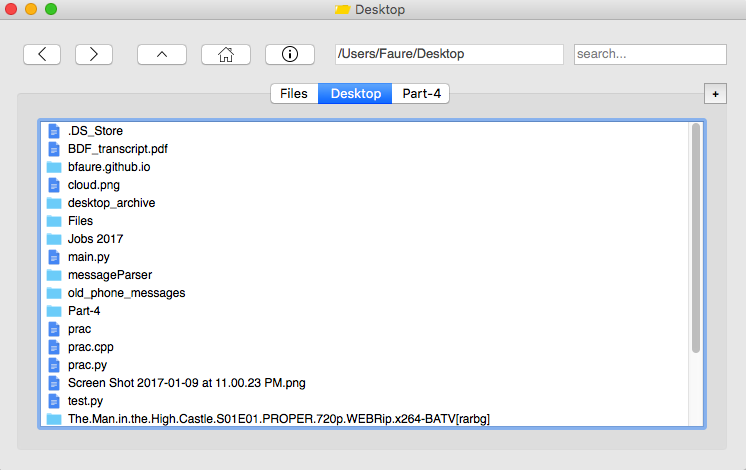 Desktop
/Users/Faure/Desktop
search...
Files
Desktop
Part-4
+
.DS_Store
BDF_transcript.pdf
bfaure.github.io
cloud.png
desktop_archive
Files
Jobs 2017
main.py
messageParser
old_phone_messages
Part-4
prac
prac.cpp
prac.py
Screen Shot 2017-01-09 at 11.00.23 PM.png
test.py
The.Man.in.the.High.Castle.S01E01.PROPER.720p.WEBRip.x264-BATV[rarbg]